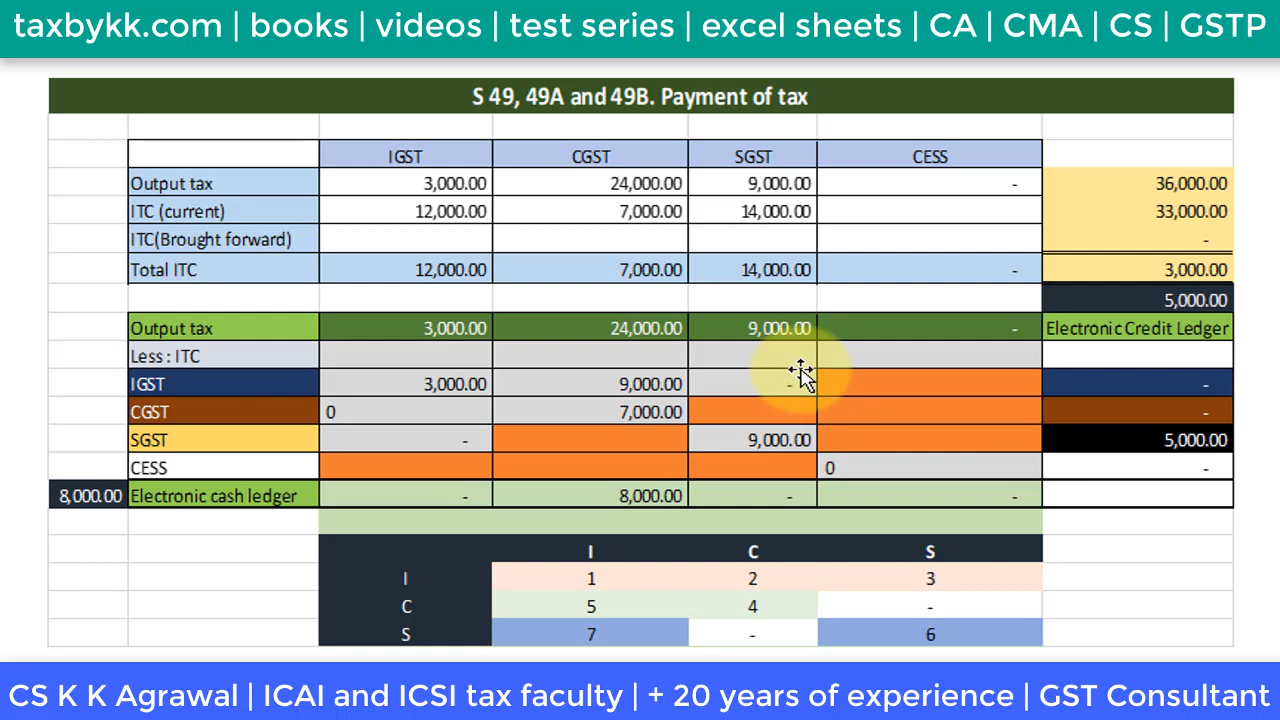 taxbykk.com | books | videos | test series | excel sheets | CA | CMA | CS | GSTP
S 49, 49A and 49B. Payment of tax
IGST CGST SGST CESS
Output tax 3,000.00 24,000.00 9,000.00 - 36,000.00
ITC (current) 12,000.00 7,000.00 14,000.00 33,000.00
ITC(Brought forward) -
Total ITC 12,000.00 7,000.00 14,000.00 - 3,000.00
5,000.00
Output tax 3,000.00 24,000.00 9,000.00 - Electronic Credit Ledger
Less : ITC
IGST 3,000.00 9,000.00 - -
CGST 0 7,000.00 -
SGST - 9,000.00 5,000.00
CESS 0 -
8,000.00 Electronic cash ledger - 8,000.00 - -
I C S
I 1 2 3
C 5 4 -
S 7 - 6
CS K K Agrawal | ICAI and ICSI tax faculty | + 20 years of experience | GST Consultant